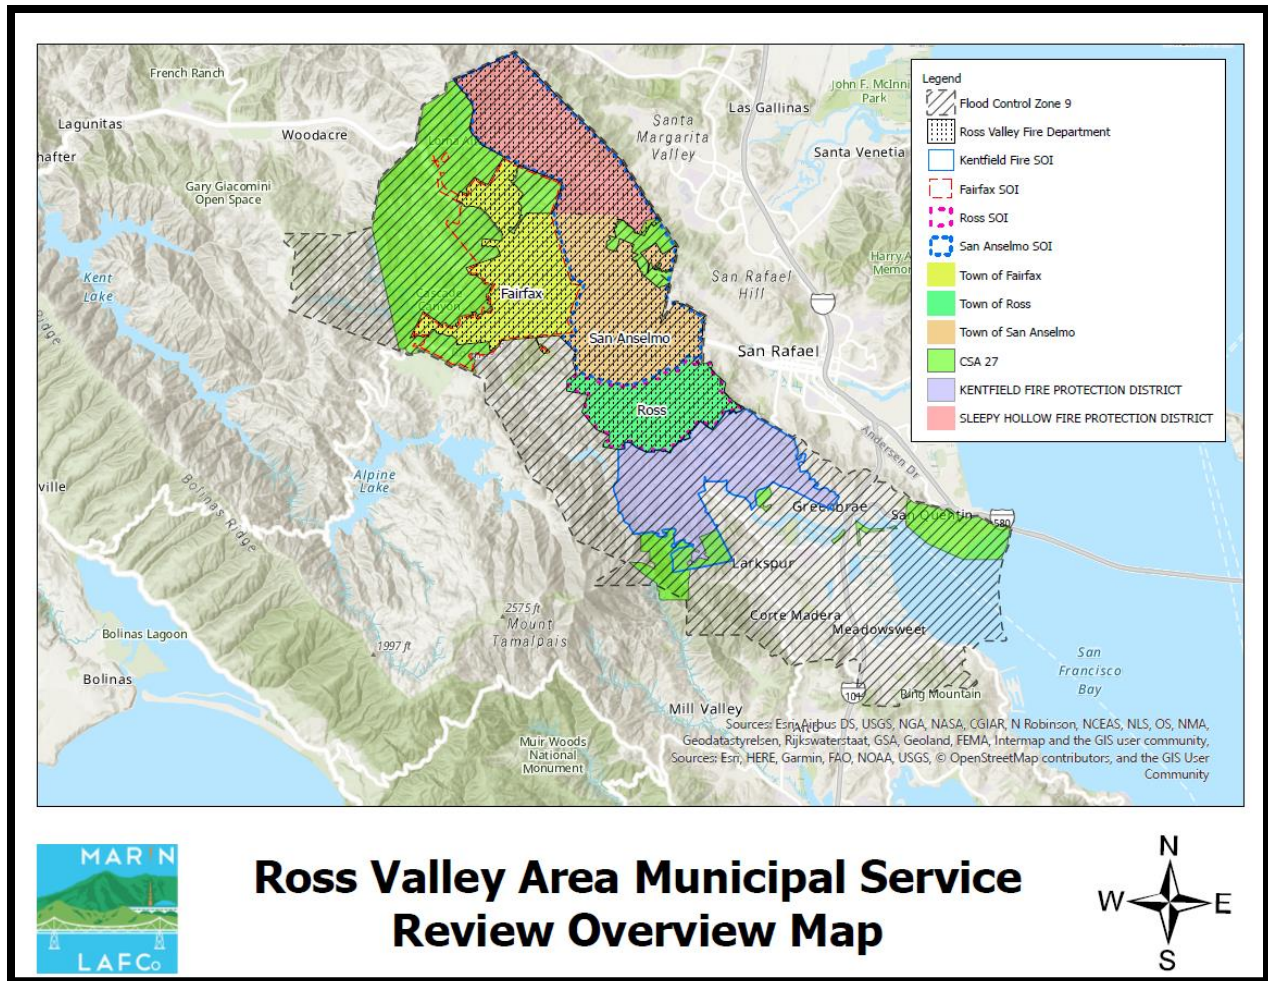 French Ranch
Lagunitas
Woodacre
hafter
Gary Giacomini
Open Space
Kent
Lake
Ridge
ville
Bolinas Ridge
Alpine
Lake
Bolinas Lagoon
Bolinas
2575 ft
Mount
Tamalpais
1997 ft
Muir Woods
National
Monument
Mill Valley
Las Gallinas
Santa
Margarita
Valley
Santa Venetia
John F. McInni
Park
San Rafael
Hill
Harry A
Memor
San Rafael
Andersen Dr
Fairfax
San Anselmo
Ross
Greenbrae
San Quentin
580
Larkspur
Corte Madera
Meadowsweet
101
Ring Mountain
San
Francisco
Bay
Legend
Flood Control Zone 9
Ross Valley Fire Department
Kentfield Fire SOI
Fairfax SOI
Ross SOI
San Anselmo SOI
Town of Fairfax
Town of Ross
Town of San Anselmo
CSA 27
KENTFIELD FIRE PROTECTION DISTRICT
SLEEPY HOLLOW FIRE PROTECTION DISTRICT
Sources: Esri, Airbus DS, USGS, NGA, NASA, CGIAR, N Robinson, NCEAS, NLS, OS, NMA,
Geodatastyrelsen, Rijkswaterstaat, GSA, Geoland, FEMA, Intermap and the GIS user community,
Sources: Esri, HERE, Garmin, FAO, NOAA, USGS, © OpenStreetMap contributors, and the GIS User
Community
MARIN
LAFCo
Ross Valley Area Municipal Service
Review Overview Map
N
W
E
S